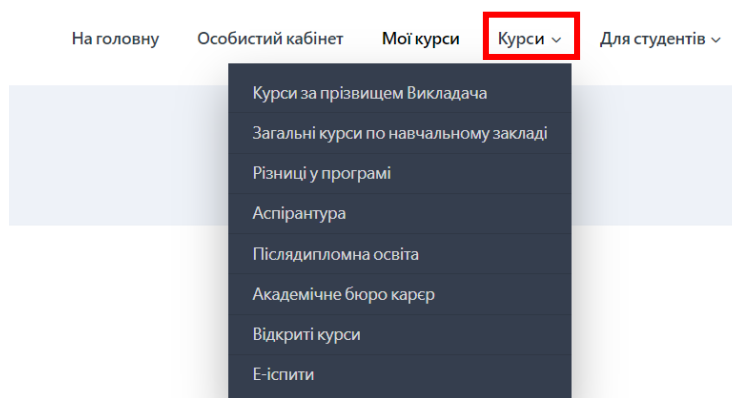 На головну Особистий кабінет Мої курси Курси Для студентів
Курси за прізвищем Викладача
Загальні курси по навчальному закладі
Різниці у програмі
Аспірантура
Післядипломна освіта
Академічне бюро карєр
Відкриті курси
Е-іспити